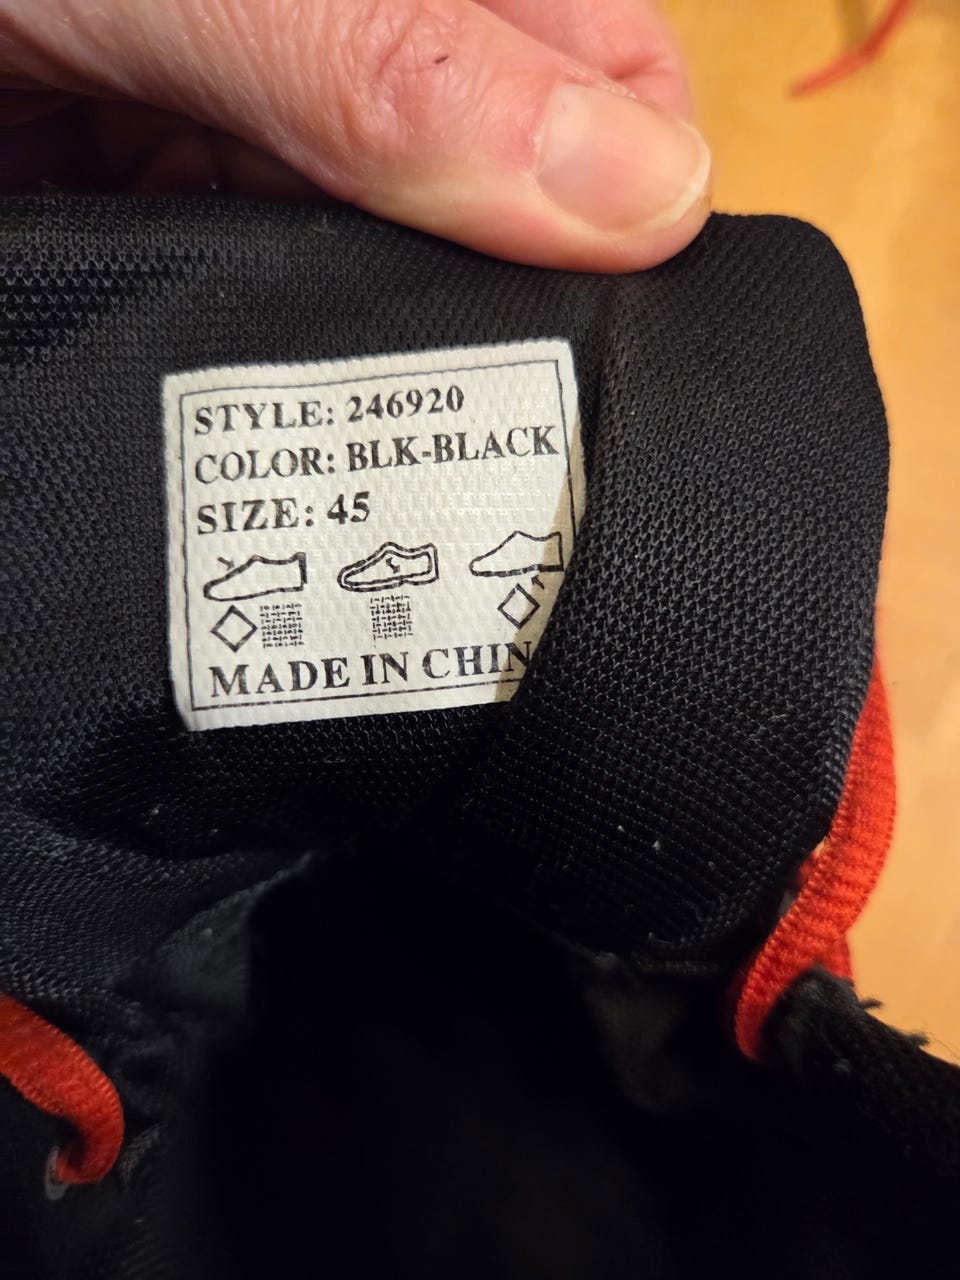 STYLE: 246920
COLOR: BLK-BLACK
SIZE: 45
MADE IN CHIN